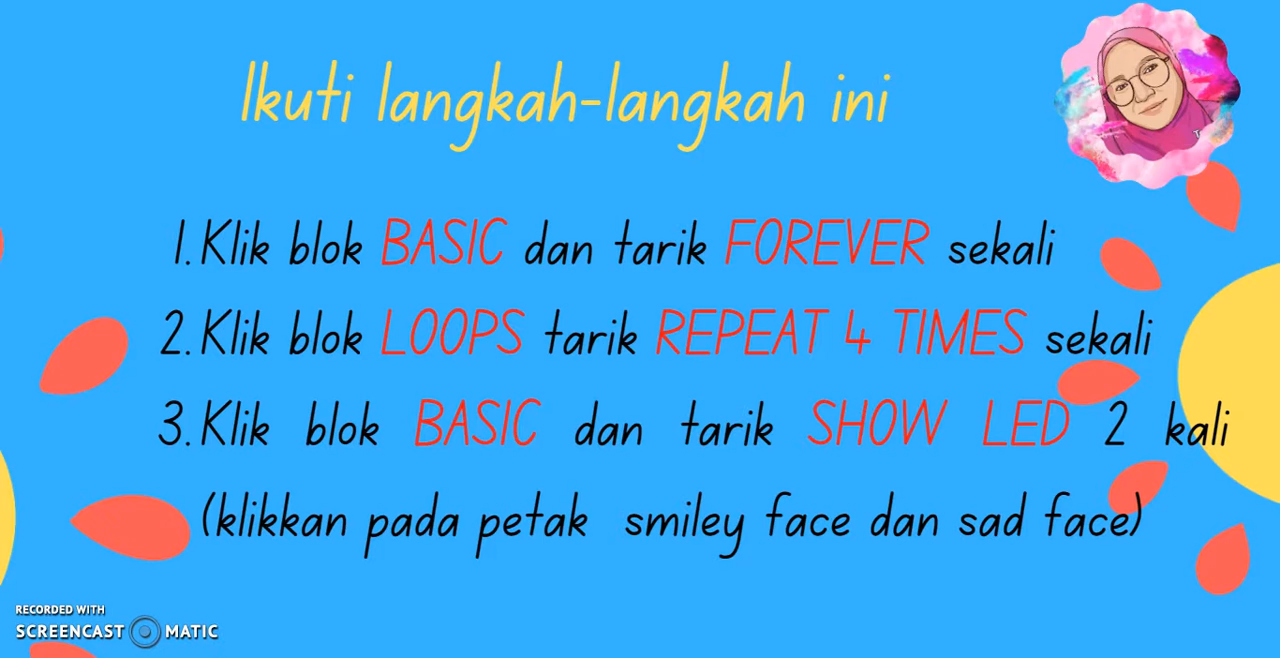 Ikuti langkah-langkah ini
1. Klik blok BASIC dan tarik FOREVER sekali
2. Klik blok LOOPS tarik REPEAT 4 TIMES sekali
3. Klik blok BASIC dan tarik SHOW LED 2 kali
(klikkan pada petak smiley face dan sad face)
RECORDED WITH
SCREENCAST MATIC